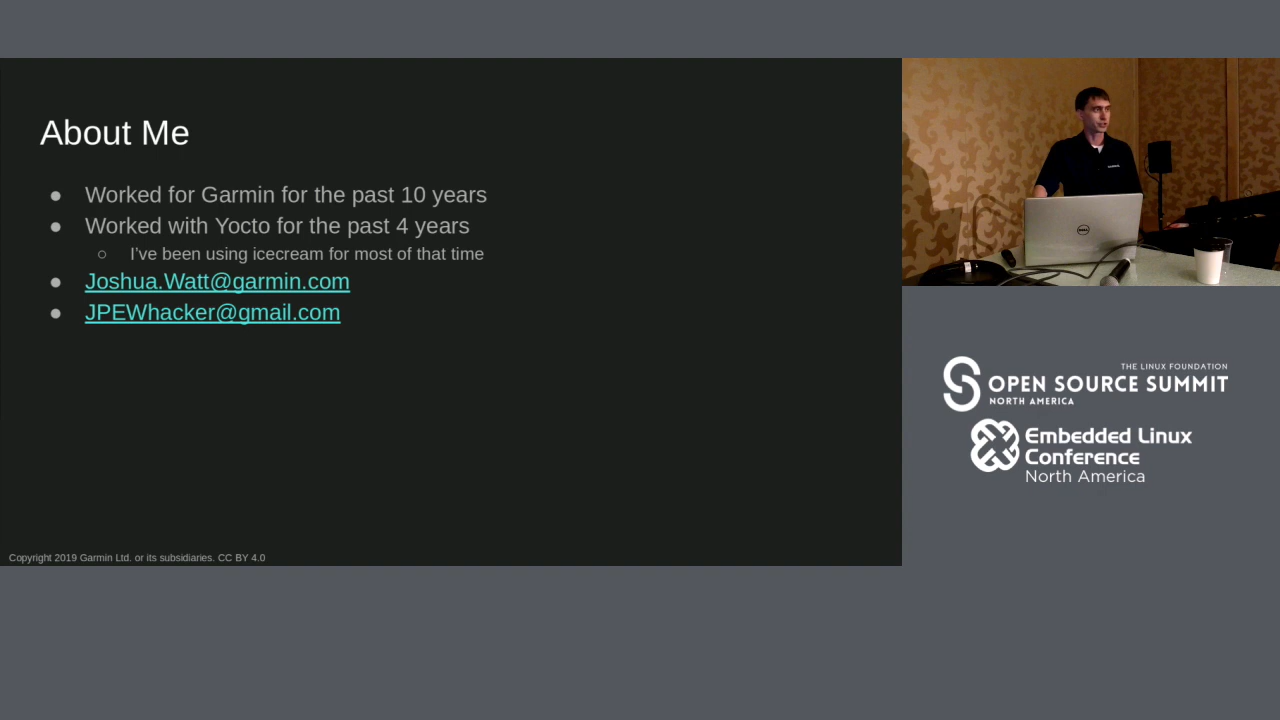 About Me
● Worked for Garmin for the past 10 years
● Worked with Yocto for the past 4 years
○ I've been using icecream for most of that time
● Joshua.Watt@garmin.com
● JPEWhacker@gmail.com
Copyright 2019 Garmin Ltd. or its subsidiaries. CC BY 4.0
DELL
THE LINUX FOUNDATION
OPEN SOURCE SUMMIT
NORTH AMERICA
Embedded Linux
Conference
North America